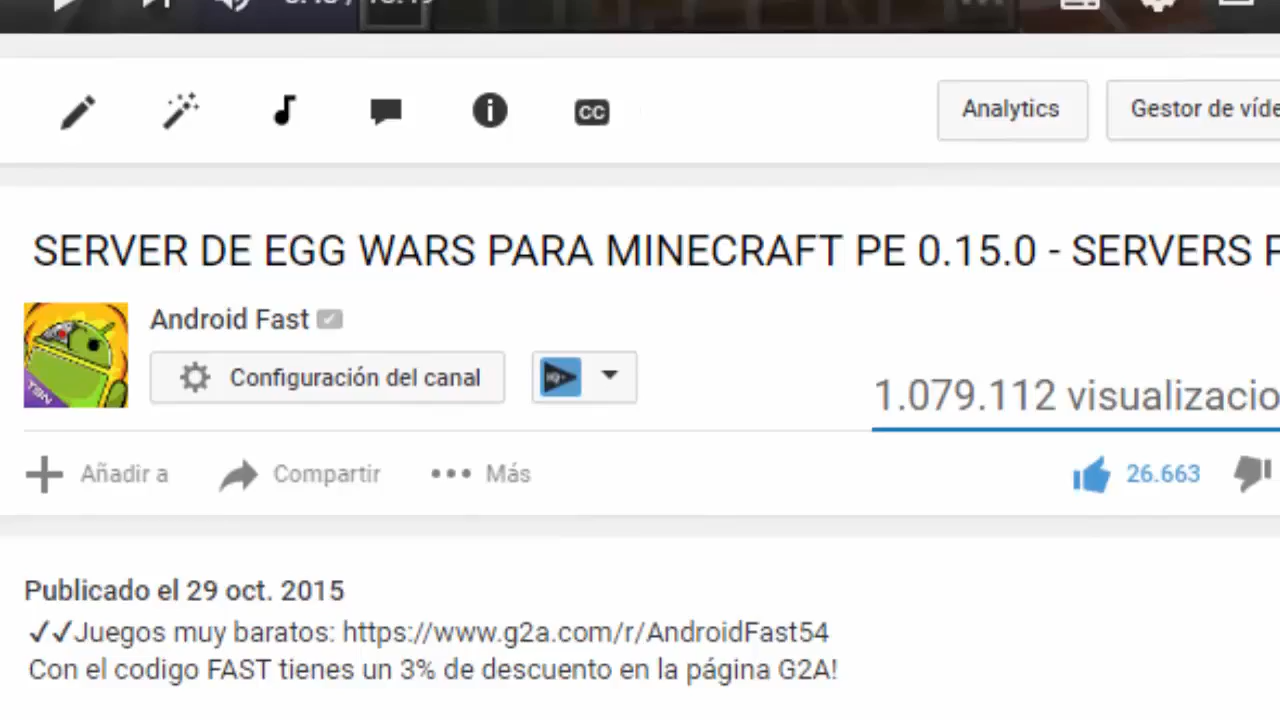 CC
Analytics
Gestor de víde
SERVER DE EGG WARS PARA MINECRAFT PE 0.15.0 - SERVERS P
Android Fast
TSN
Configuración del canal
1.079.112 visualizacio
Añadir a
Compartir
Más
26.663
Publicado el 29 oct. 2015
✓✓Juegos muy baratos: https://www.g2a.com/r/AndroidFast54
Con el codigo FAST tienes un 3% de descuento en la página G2A!